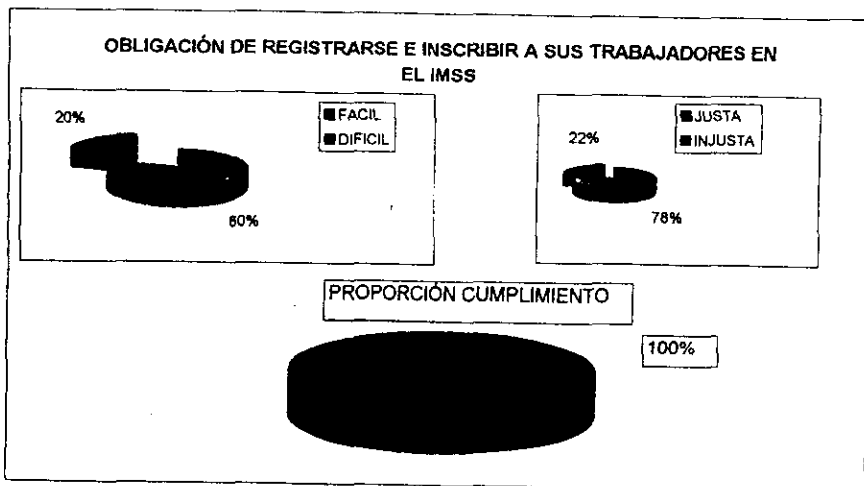 OBLIGACIÓN DE REGISTRARSE E INSCRIBIR A SUS TRABAJADORES EN
EL IMSS
FACIL
DIFICIL
20%
80%
JUSTA
INJUSTA
22%
78%
PROPORCIÓN CUMPLIMIENTO
100%